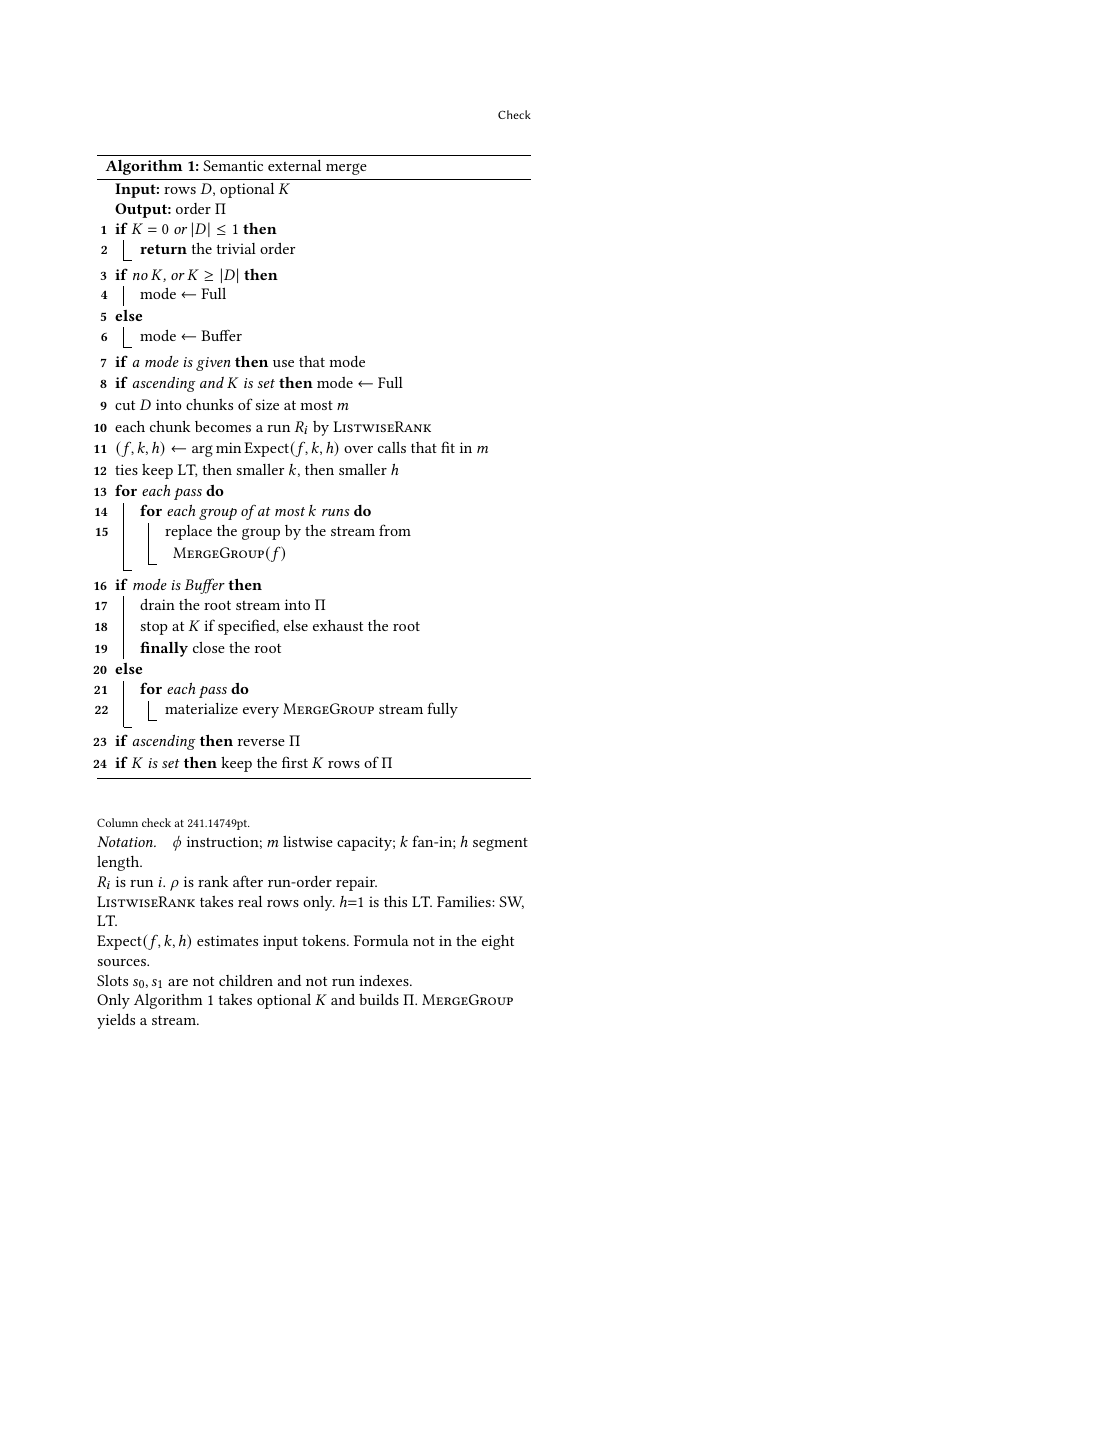 Check
Algorithm 1: Semantic external merge
Input: rows D, optional K
Output: order Π
1 if K = 0 or |D| ≤ 1 then
2 return the trivial order
3 if no K, or K ≥ |D| then
4 mode ← Full
5 else
6 mode ← Buffer
7 if a mode is given then use that mode
8 if ascending and K is set then mode ← Full
9 cut D into chunks of size at most m
10 each chunk becomes a run Rᵢ by ListwiseRank
11 (f, k, h) ← arg min Expect(f, k, h) over calls that fit in m
12 ties keep LT, then smaller k, then smaller h
13 for each pass do
14 for each group of at most k runs do
15 replace the group by the stream from
MergeGroup(f)
16 if mode is Buffer then
17 drain the root stream into Π
18 stop at K if specified, else exhaust the root
19 finally close the root
20 else
21 for each pass do
22 materialize every MergeGroup stream fully
23 if ascending then reverse Π
24 if K is set then keep the first K rows of Π
Column check at 241.14749pt.
Notation. ϕ instruction; m listwise capacity; k fan-in; h segment
length.
Rᵢ is run i. ρ is rank after run-order repair.
ListwiseRank takes real rows only. h=1 is this LT. Families: SW,
LT.
Expect(f, k, h) estimates input tokens. Formula not in the eight
sources.
Slots s₀, s₁ are not children and not run indexes.
Only Algorithm 1 takes optional K and builds Π. MergeGroup
yields a stream.